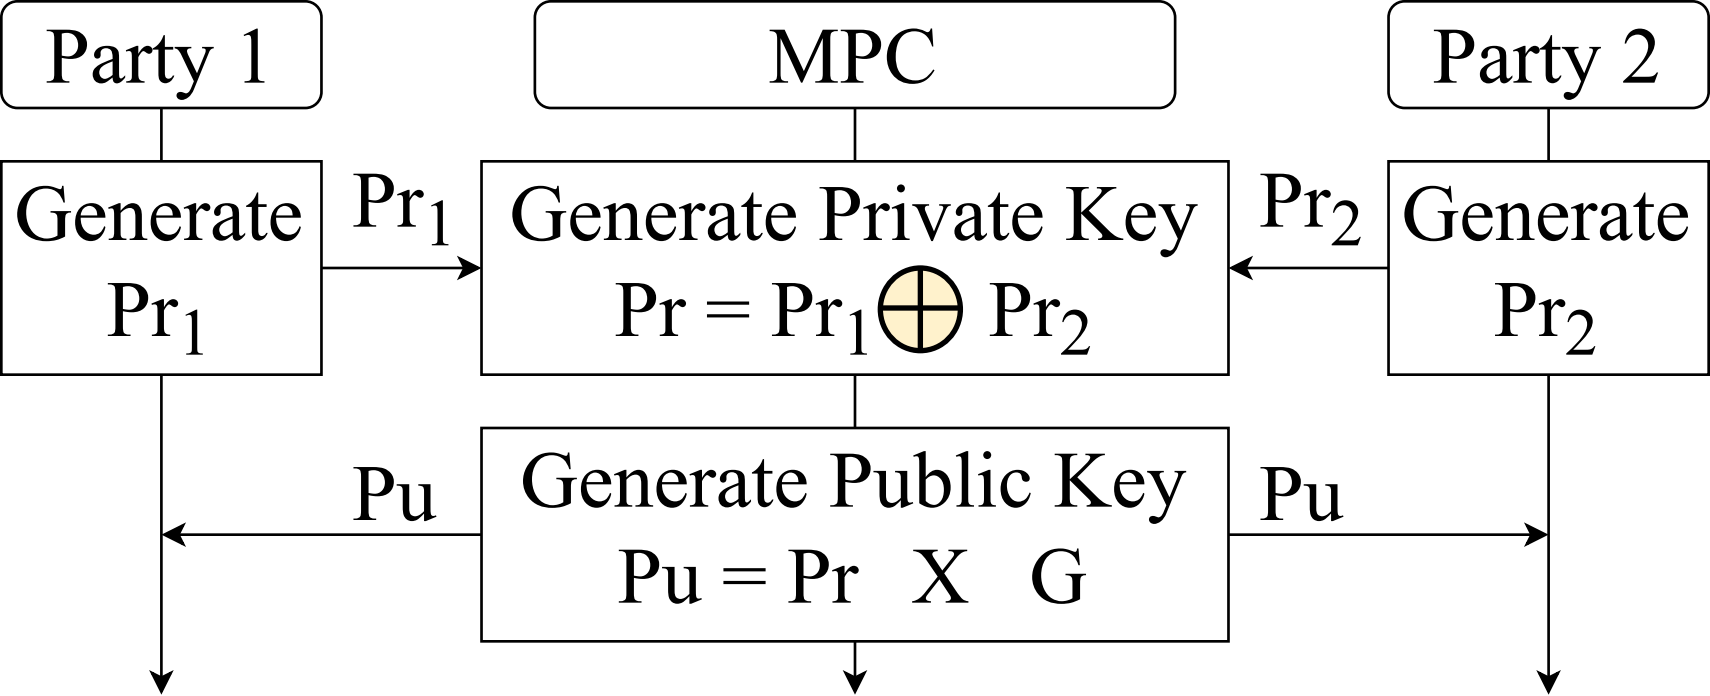 Party 1
MPC
Party 2
Generate
Pr₁
Pr₁
Generate Private Key
Pr = Pr₁ ⊕ Pr₂
Pr₂
Generate
Pr₂
Pu
Generate Public Key
Pu = Pr X G
Pu